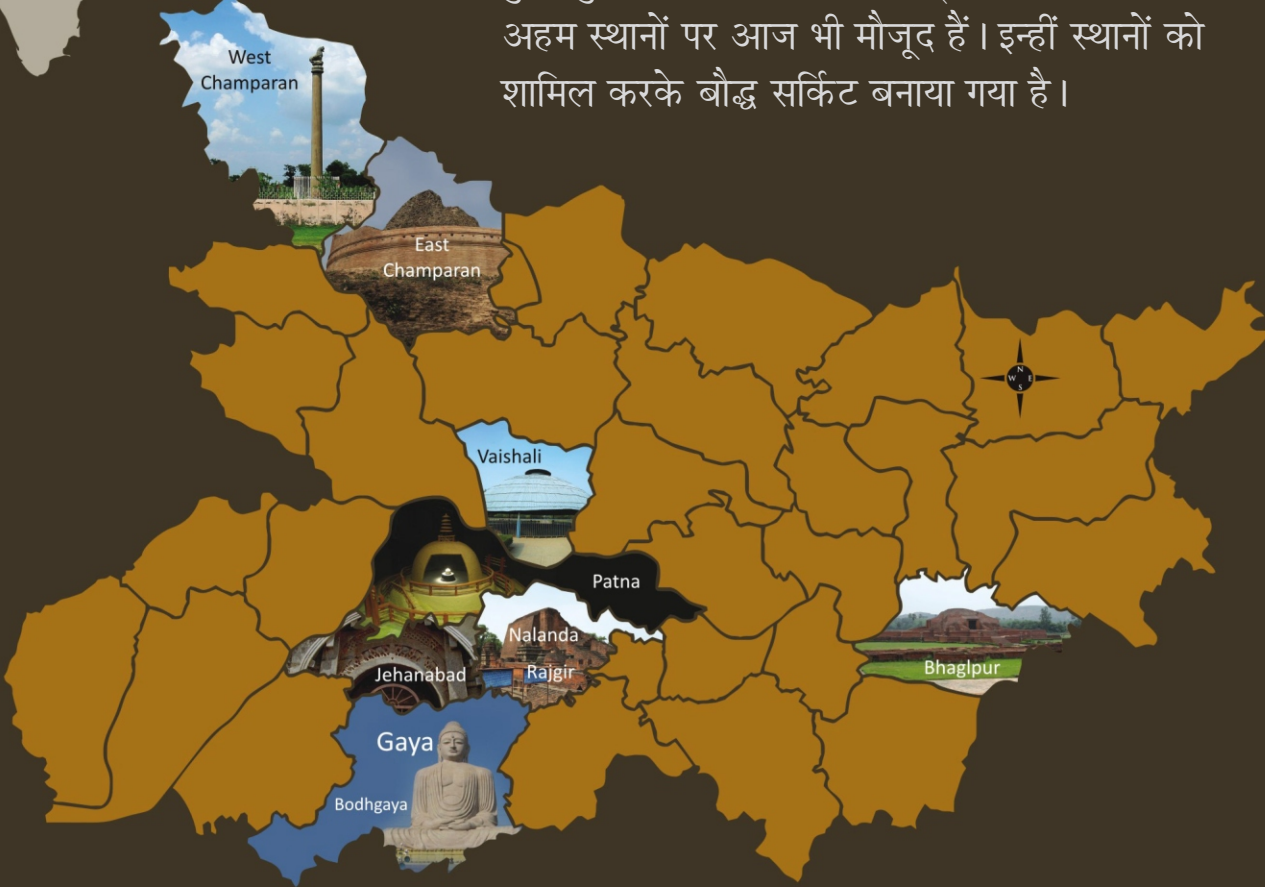 अहम स्थानों पर आज भी मौजूद हैं। इन्हीं स्थानों को
शामिल करके बौद्ध सर्किट बनाया गया है।
West
Champaran
East
Champaran
N
W E
S
Vaishali
Patna
Nalanda
Rajgir
Jehanabad
Bhaglpur
Gaya
Bodhgaya